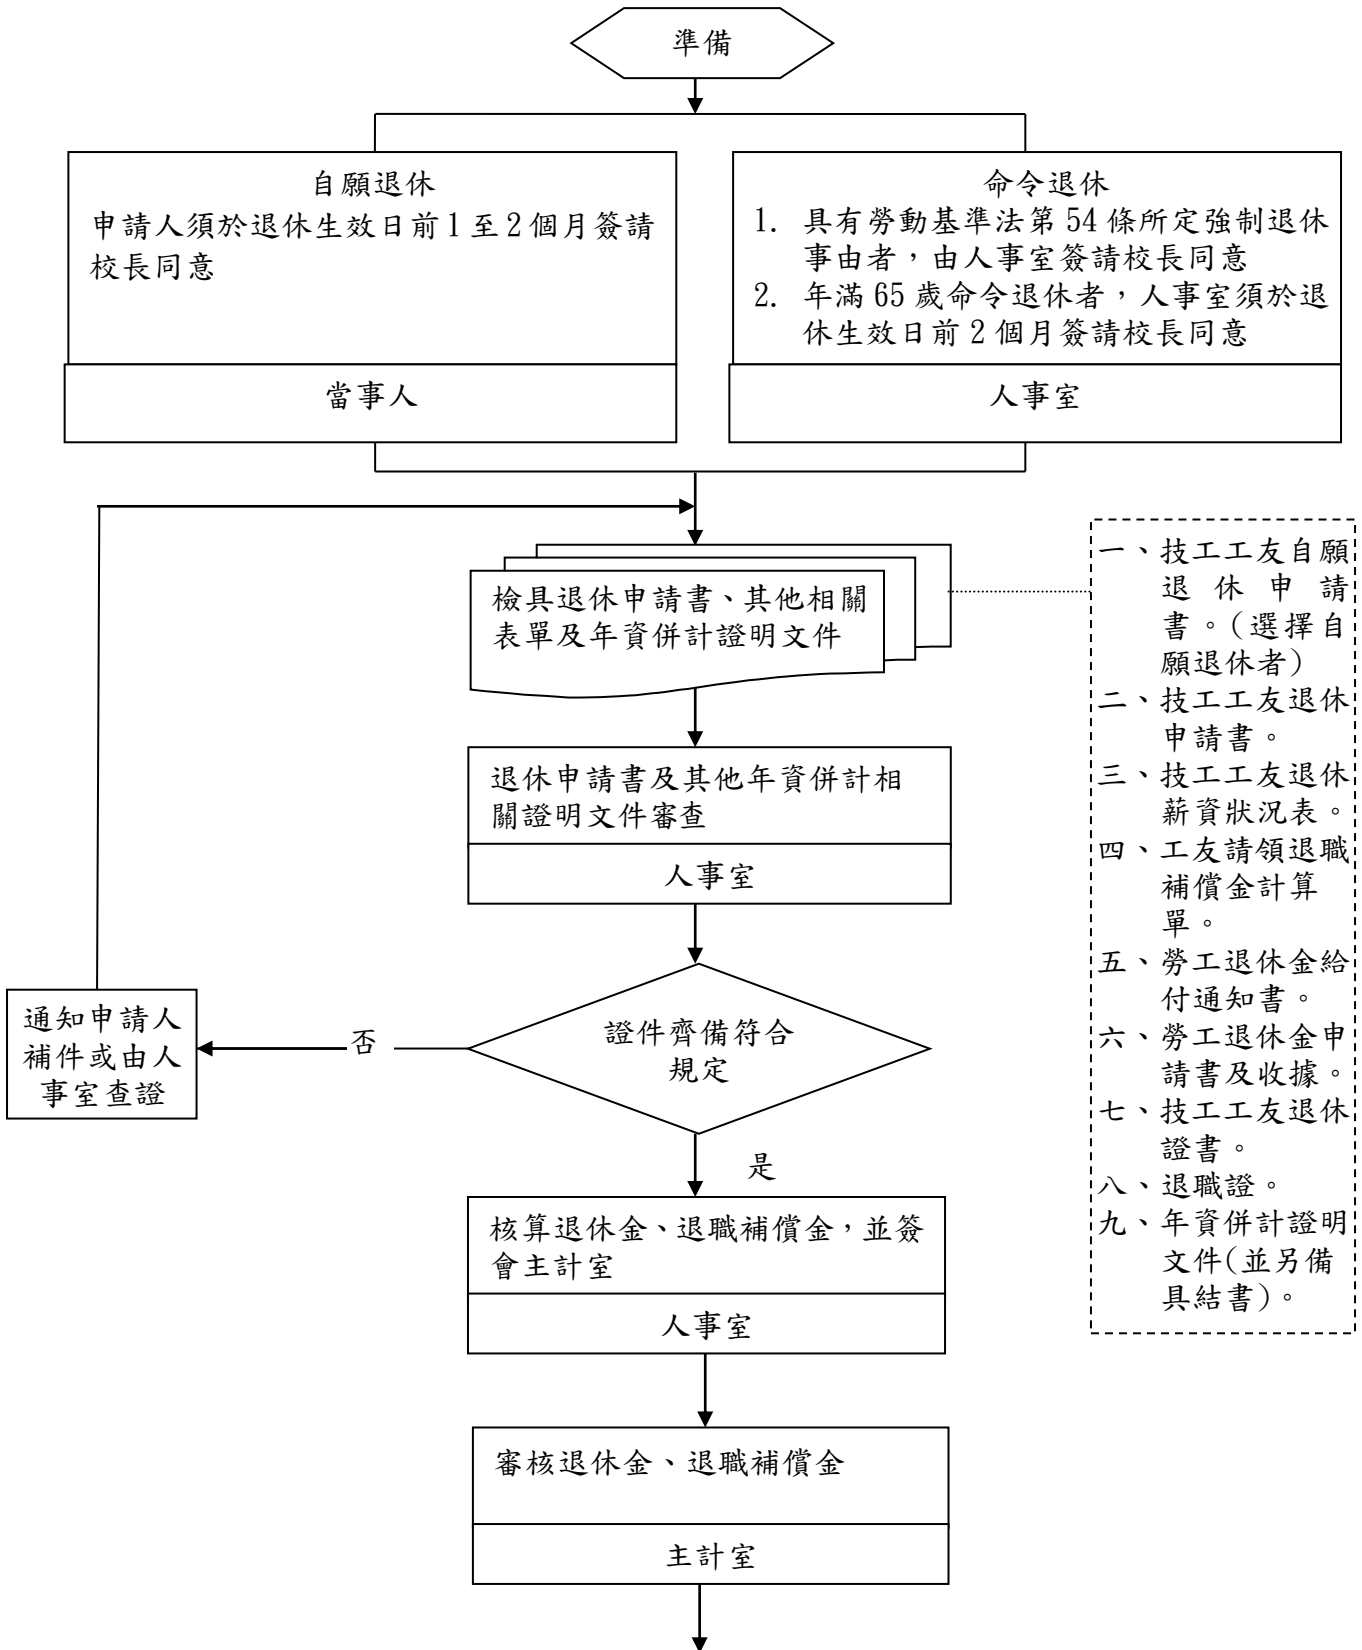 準備
自願退休
申請人須於退休生效日前1至2個月簽請
校長同意
當事人
命令退休
1. 具有勞動基準法第54條所定強制退休
事由者，由人事室簽請校長同意
2. 年滿65歲命令退休者，人事室須於退
休生效日前2個月簽請校長同意
人事室
檢具退休申請書、其他相關
表單及年資併計證明文件
一、技工工友自願
退休申請
書。(選擇自
願退休者)
二、技工工友退休
申請書。
三、技工工友退休
薪資狀況表。
四、工友請領退職
補償金計算
單。
五、勞工退休金給
付通知書。
六、勞工退休金申
請書及收據。
七、技工工友退休
證書。
八、退職證。
九、年資併計證明
文件(並另備
具結書)。
退休申請書及其他年資併計相
關證明文件審查
人事室
證件齊備符合
規定
否
通知申請人
補件或由人
事室查證
是
核算退休金、退職補償金，並簽
會主計室
人事室
審核退休金、退職補償金
主計室